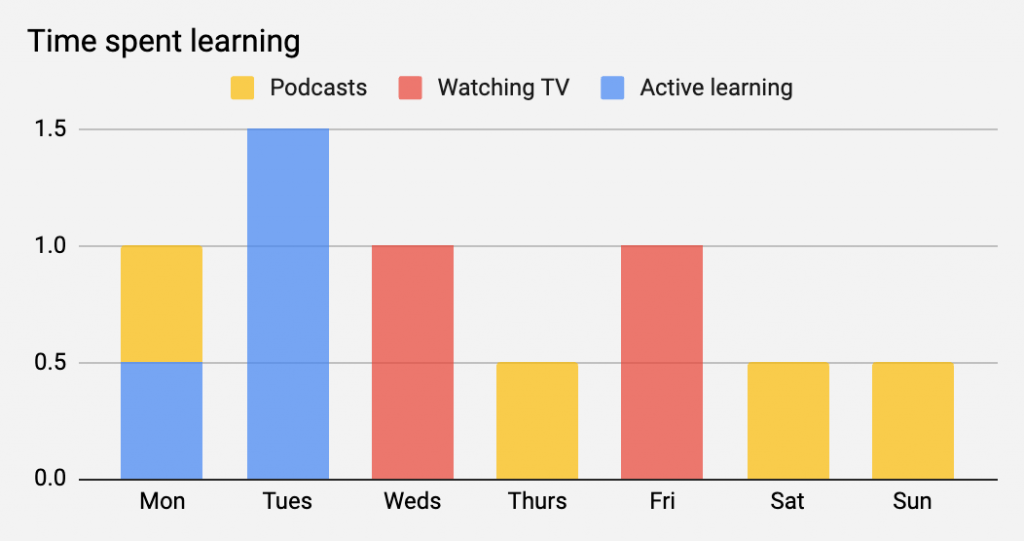 Time spent learning
Podcasts Watching TV Active learning
1.5
1.0
0.5
0.0
Mon Tues Weds Thurs Fri Sat Sun